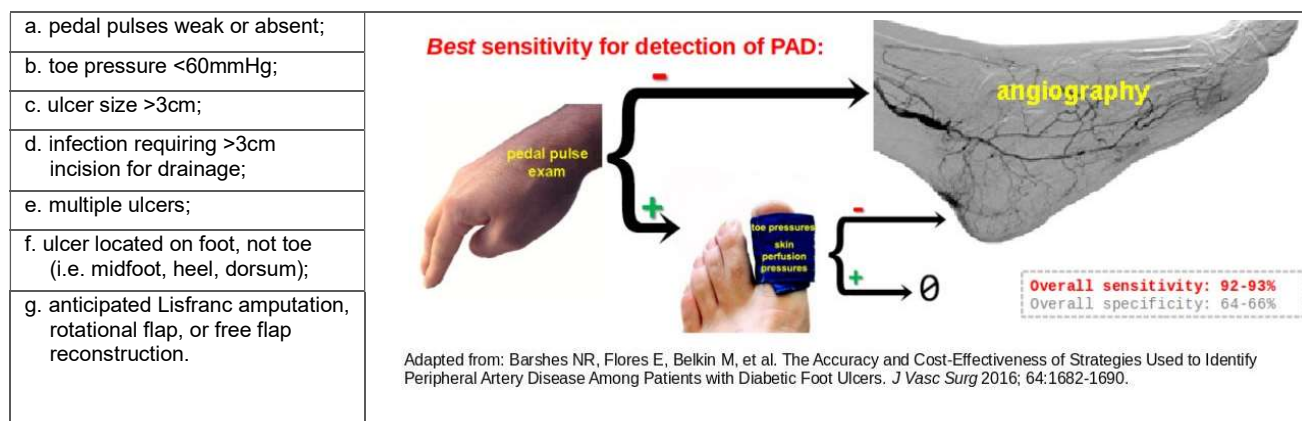 a. pedal pulses weak or absent;
b. toe pressure <60mmHg;
c. ulcer size >3cm;
d. infection requiring >3cm
incision for drainage;
e. multiple ulcers;
f. ulcer located on foot, not toe
(i.e. midfoot, heel, dorsum);
g. anticipated Lisfranc amputation,
rotational flap, or free flap
reconstruction.
Best sensitivity for detection of PAD:
-
angiography
pedal pulse
exam
+
toe pressures
skin
perfusion
pressures
-
+
0
Overall sensitivity: 92-93%
Overall specificity: 64-66%
Adapted from: Barshes NR, Flores E, Belkin M, et al. The Accuracy and Cost-Effectiveness of Strategies Used to Identify
Peripheral Artery Disease Among Patients with Diabetic Foot Ulcers. J Vasc Surg 2016; 64:1682-1690.